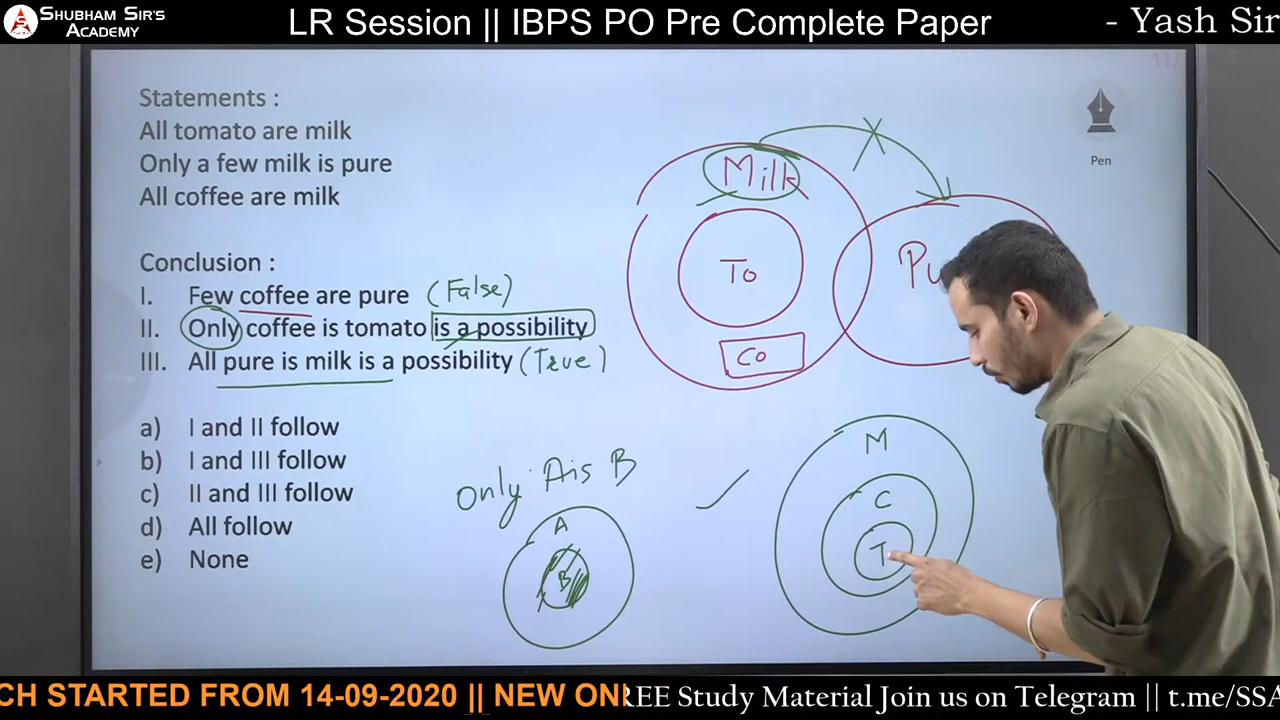 SHUBHAM SIR'S
ACADEMY
LR Session || IBPS PO Pre Complete Paper
- Yash Sir
Statements :
All tomato are milk
Only a few milk is pure
All coffee are milk
Conclusion :
I. Few coffee are pure (False)
II. Only coffee is tomato is a possibility
III. All pure is milk is a possibility (True)
a) I and II follow
b) I and III follow
c) II and III follow
d) All follow
e) None
Milk
To
Co
Pu
Pen
only A is B
A
B
M
C
T
CH STARTED FROM 14-09-2020 || NEW ONL
REE Study Material Join us on Telegram || t.me/SSA